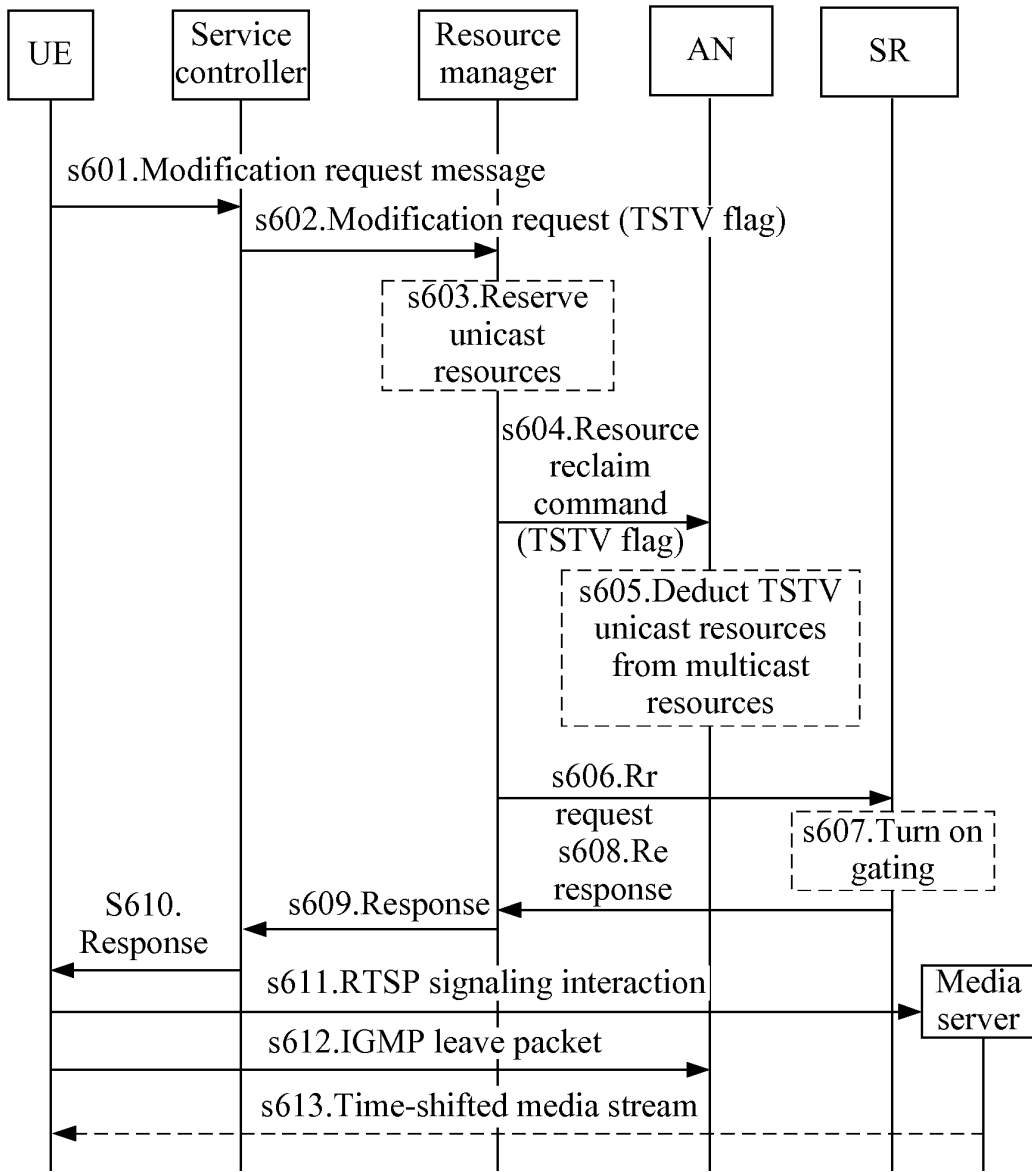 UE
Service
controller
Resource
manager
AN
SR
s601.Modification request message
s602.Modification request (TSTV flag)
s603.Reserve
unicast
resources
s604.Resource
reclaim
command
(TSTV flag)
s605.Deduct TSTV
unicast resources
from multicast
resources
s606.Rr
request
s607.Turn on
gating
s608.Re
response
s609.Response
S610.
Response
s611.RTSP signaling interaction
Media
server
s612.IGMP leave packet
s613.Time-shifted media stream